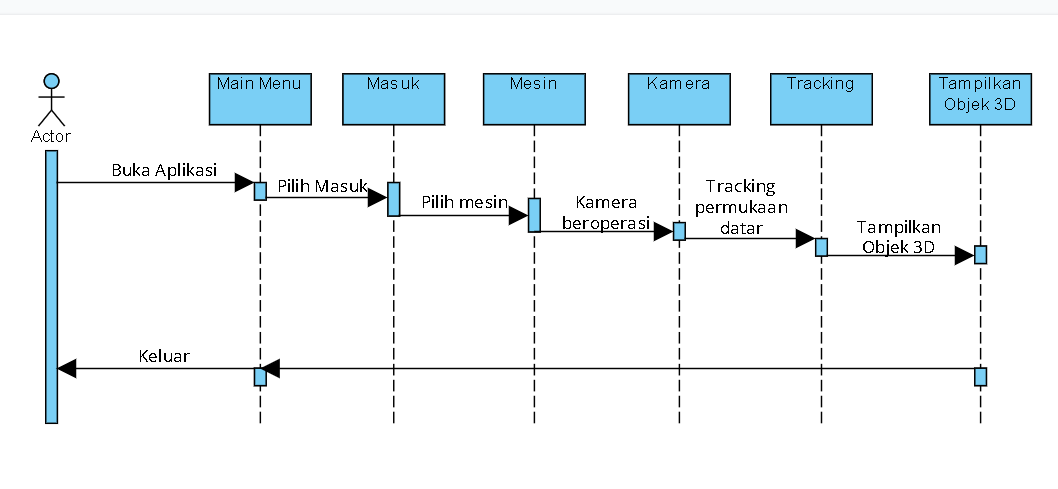 Actor
Main Menu
Masuk
Mesin
Kamera
Tracking
Tampilkan
Objek 3D
Buka Aplikasi
Pilih Masuk
Pilih mesin
Kamera
beroperasi
Tracking
permukaan
datar
Tampilkan
Objek 3D
Keluar